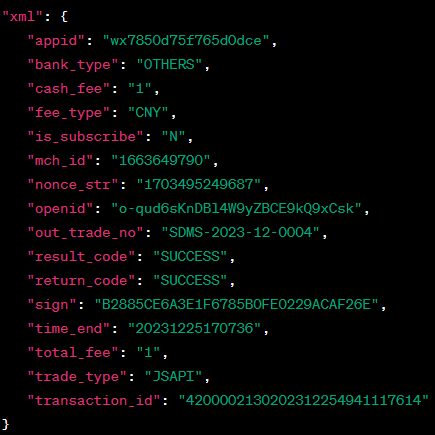 "xml": {
"appid": "wx7850d75f765d0dce",
"bank_type": "OTHERS",
"cash_fee": "1",
"fee_type": "CNY",
"is_subscribe": "N",
"mch_id": "1663649790",
"nonce_str": "1703495249687",
"openid": "o-qud6sKnDBl4W9yZBCE9kQ9xCsk",
"out_trade_no": "SDMS-2023-12-0004",
"result_code": "SUCCESS",
"return_code": "SUCCESS",
"sign": "B2885CE6A3E1F6785B0FE0229ACAF26E",
"time_end": "20231225170736",
"total_fee": "1",
"trade_type": "JSAPI",
"transaction_id": "4200002130202312254941117614"
}